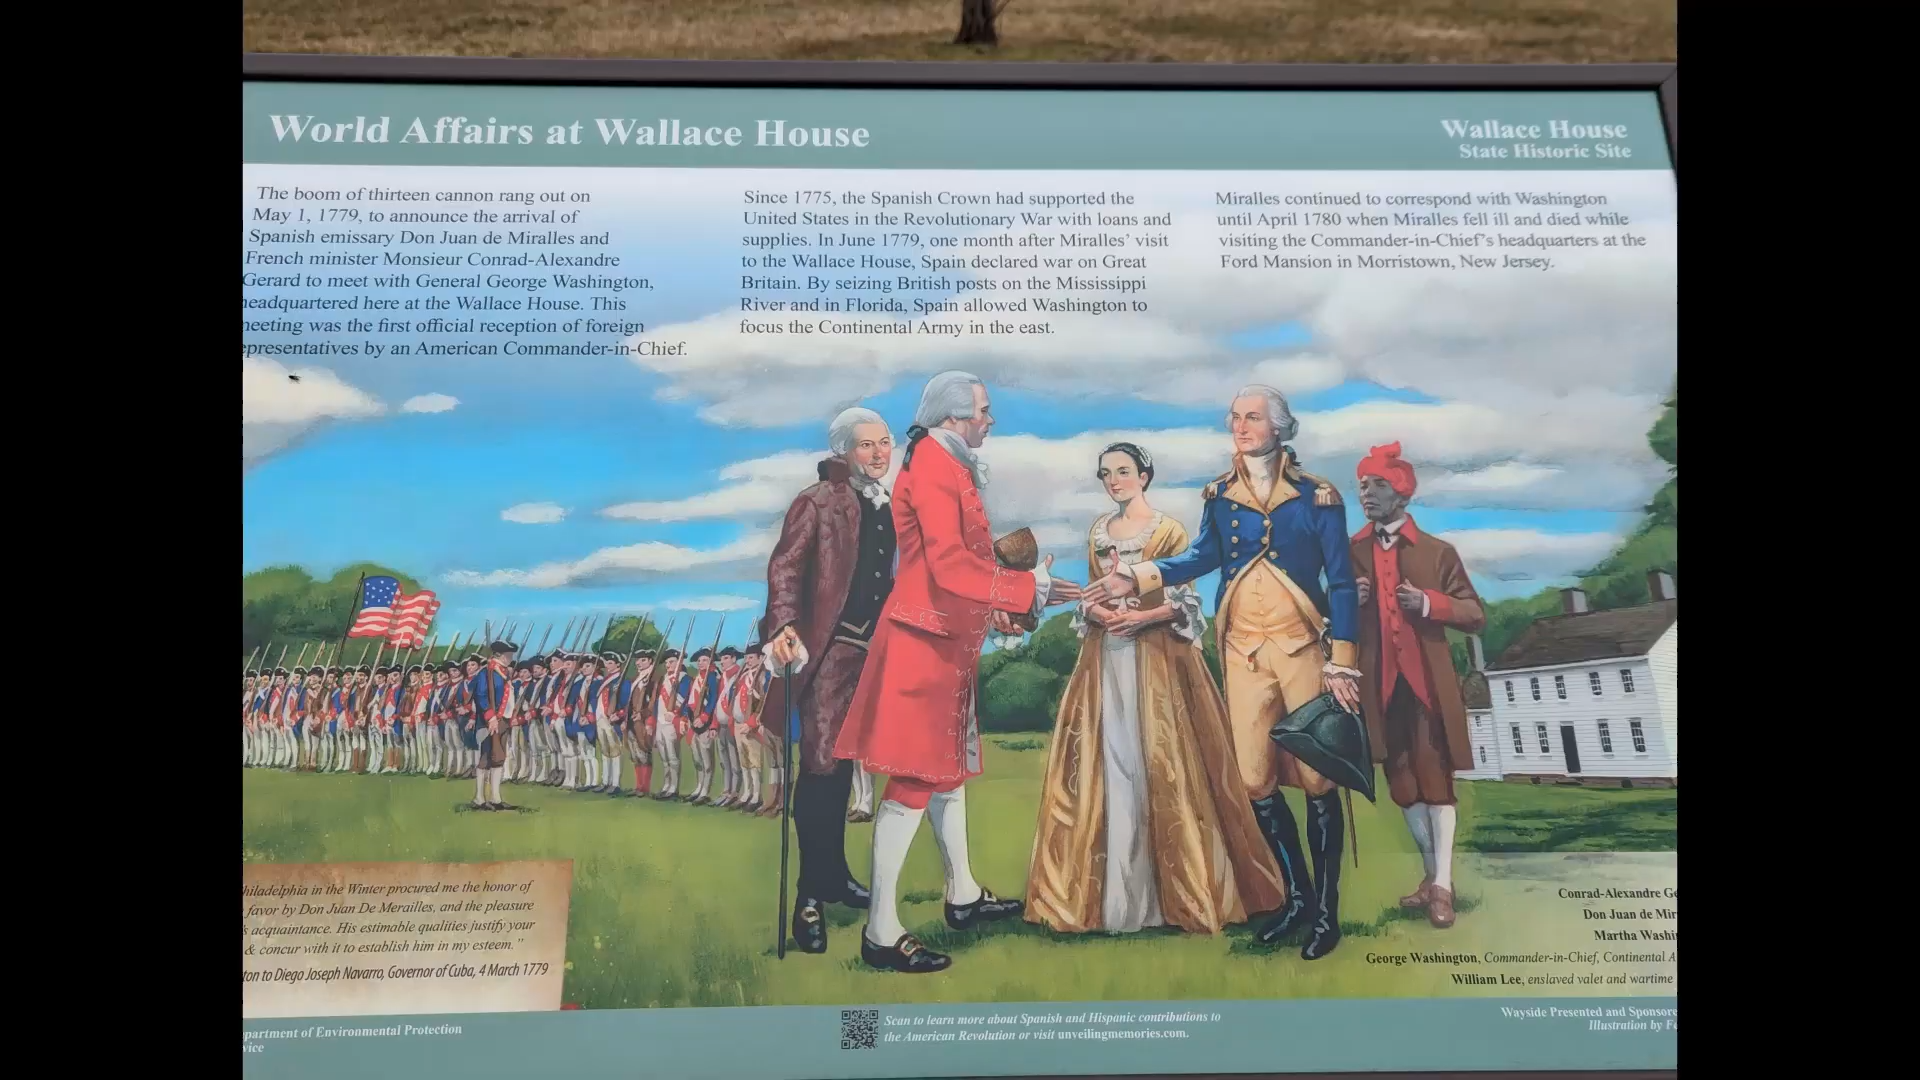 World Affairs at Wallace House
Wallace House
State Historic Site
The boom of thirteen cannon rang out on
May 1, 1779, to announce the arrival of
Spanish emissary Don Juan de Miralles and
French minister Monsieur Conrad-Alexandre
Gerard to meet with General George Washington,
headquartered here at the Wallace House. This
meeting was the first official reception of foreign
representatives by an American Commander-in-Chief.
Since 1775, the Spanish Crown had supported the
United States in the Revolutionary War with loans and
supplies. In June 1779, one month after Miralles' visit
to the Wallace House, Spain declared war on Great
Britain. By seizing British posts on the Mississippi
River and in Florida, Spain allowed Washington to
focus the Continental Army in the east.
Miralles continued to correspond with Washington
until April 1780 when Miralles fell ill and died while
visiting the Commander-in-Chief's headquarters at the
Ford Mansion in Morristown, New Jersey.
hiladelphia in the Winter procured me the honor of
favor by Don Juan De Merailles, and the pleasure
s acquaintance. His estimable qualities justify your
& concur with it to establish him in my esteem."
ton to Diego Joseph Navarro, Governor of Cuba, 4 March 1779
Conrad-Alexandre Ge
Don Juan de Mir
Martha Washi
George Washington, Commander-in-Chief, Continental A
William Lee, enslaved valet and wartime
partment of Environmental Protection
vice
Scan to learn more about Spanish and Hispanic contributions to
the American Revolution or visit unveilingmemories.com.
Wayside Presented and Sponsore
Illustration by Fe